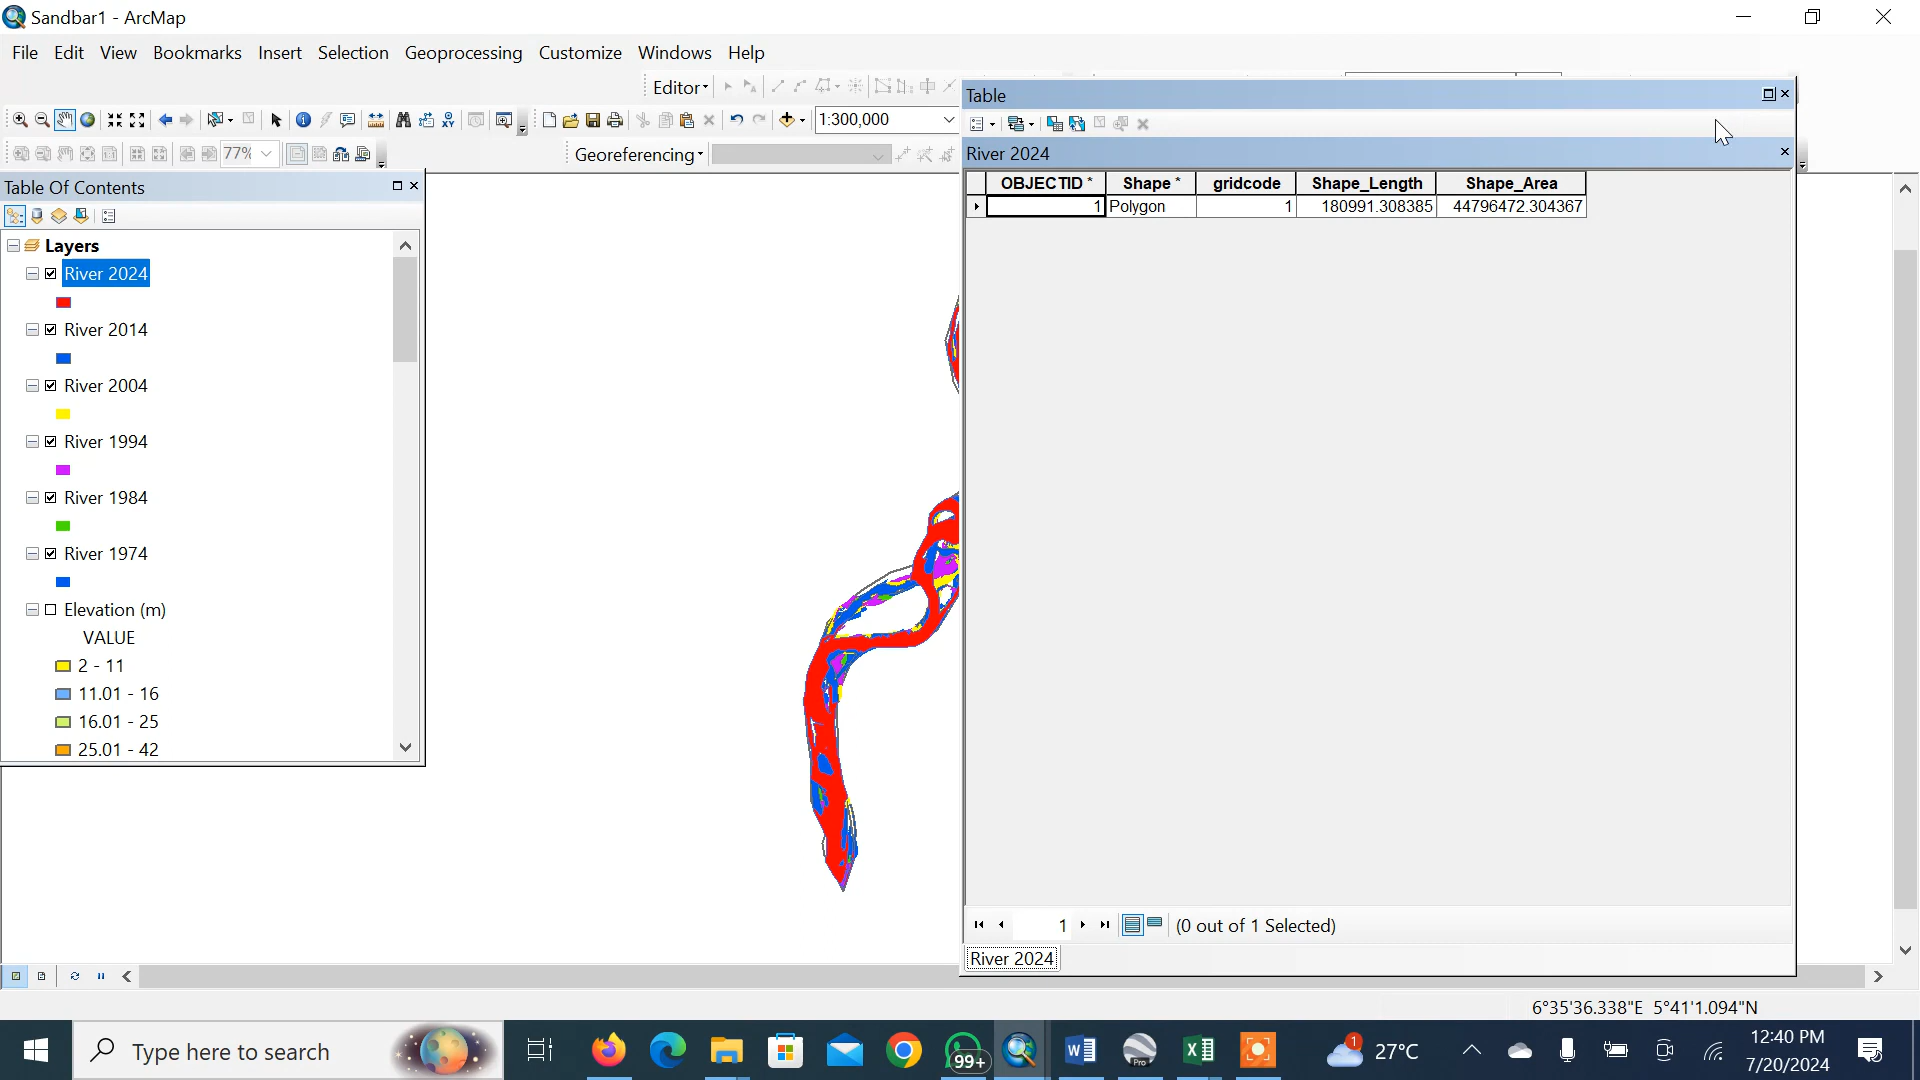 Sandbar1 - ArcMap
File Edit View Bookmarks Insert Selection Geoprocessing Customize Windows Help
Editor
1:300,000
77%
Georeferencing
Table
River 2024
OBJECTID * Shape * gridcode Shape_Length Shape_Area
1 Polygon 1 180991.308385 44796472.304367
Table Of Contents
Layers
River 2024
River 2014
River 2004
River 1994
River 1984
River 1974
Elevation (m)
VALUE
2 - 11
11.01 - 16
16.01 - 25
25.01 - 42
1 (0 out of 1 Selected)
River 2024
6°35'36.338"E 5°41'1.094"N
Type here to search
99+
Pro
1
27°C
12:40 PM
7/20/2024